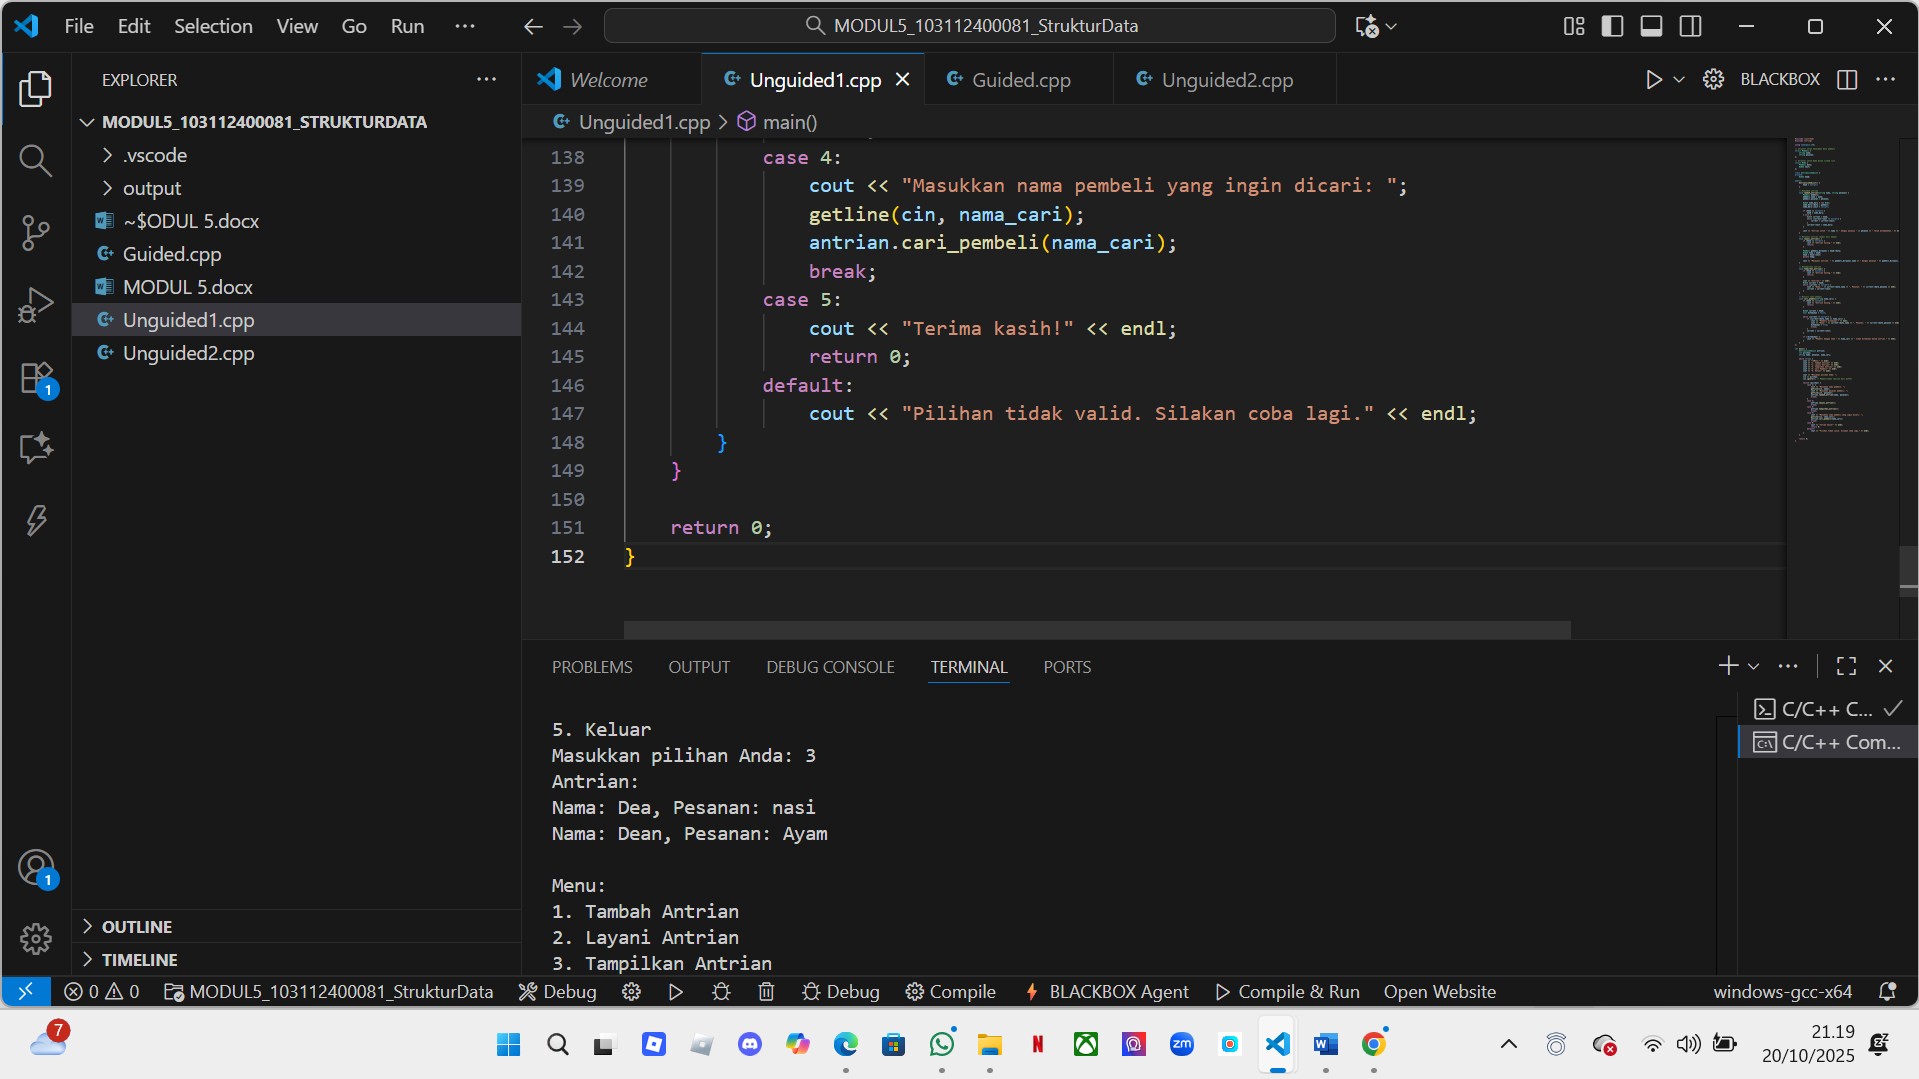 File Edit Selection View Go Run ···
MODUL5_103112400081_StrukturData
EXPLORER
Welcome
Unguided1.cpp
Guided.cpp
Unguided2.cpp
BLACKBOX
MODUL5_103112400081_STRUKTURDATA
.vscode
output
~$ODUL 5.docx
Guided.cpp
MODUL 5.docx
Unguided1.cpp
Unguided2.cpp
1
1
OUTLINE
TIMELINE
Unguided1.cpp > main()
138 case 4:
139 cout << "Masukkan nama pembeli yang ingin dicari: ";
140 getline(cin, nama_cari);
141 antrian.cari_pembeli(nama_cari);
142 break;
143 case 5:
144 cout << "Terima kasih!" << endl;
145 return 0;
146 default:
147 cout << "Pilihan tidak valid. Silakan coba lagi." << endl;
148 }
149 }
150
151 return 0;
152 }
PROBLEMS OUTPUT DEBUG CONSOLE TERMINAL PORTS
5. Keluar
Masukkan pilihan Anda: 3
Antrian:
Nama: Dea, Pesanan: nasi
Nama: Dean, Pesanan: Ayam
Menu:
1. Tambah Antrian
2. Layani Antrian
3. Tampilkan Antrian
C/C++ C...
C/C++ Com...
0 0 MODUL5_103112400081_StrukturData Debug Debug Compile BLACKBOX Agent Compile & Run Open Website windows-gcc-x64
7
zm
N
21.19
20/10/2025